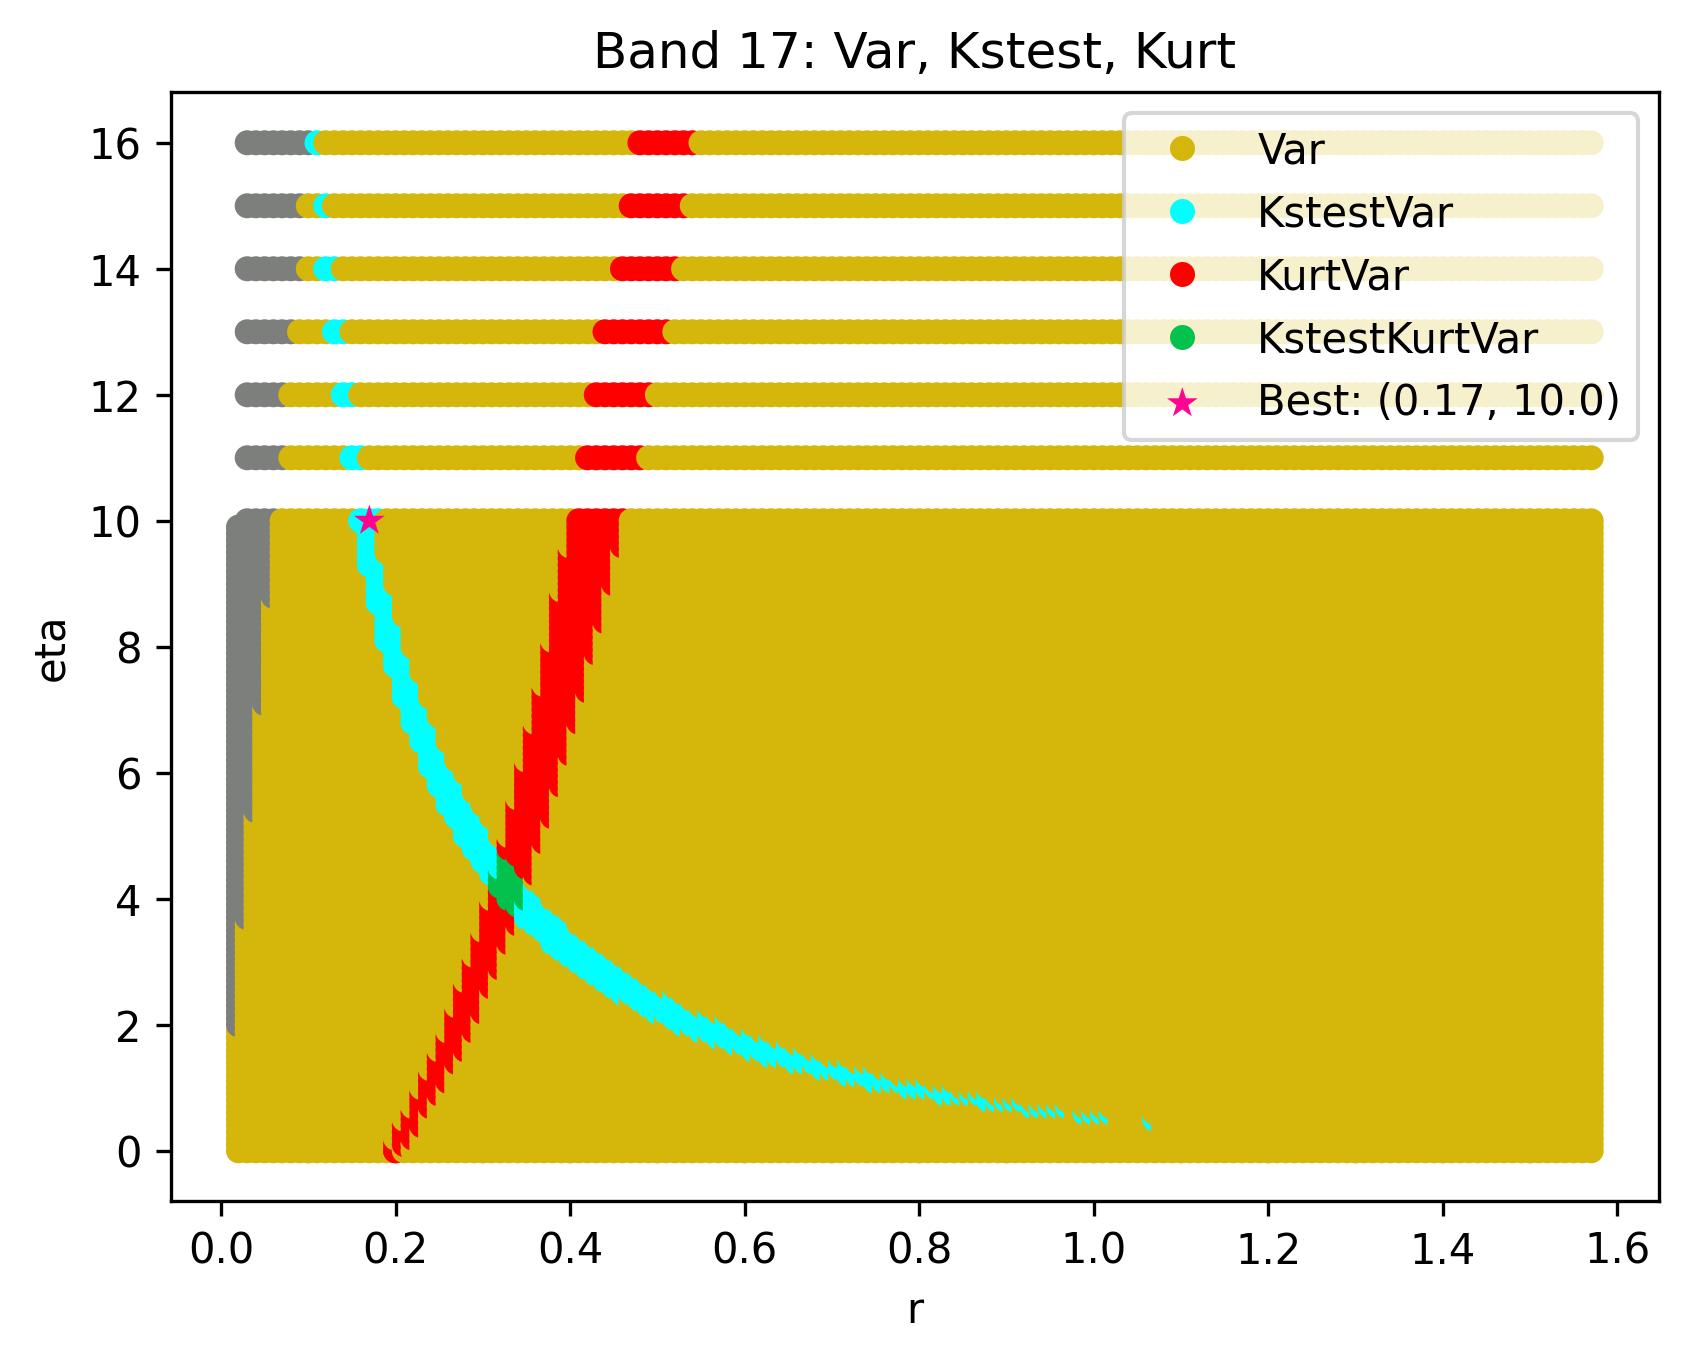 Band 17: Var, Kstest, Kurt
Var
KstestVar
KurtVar
KstestKurtVar
Best: (0.17, 10.0)
16
14
12
10
8
6
4
2
0
eta
0.0 0.2 0.4 0.6 0.8 1.0 1.2 1.4 1.6
r